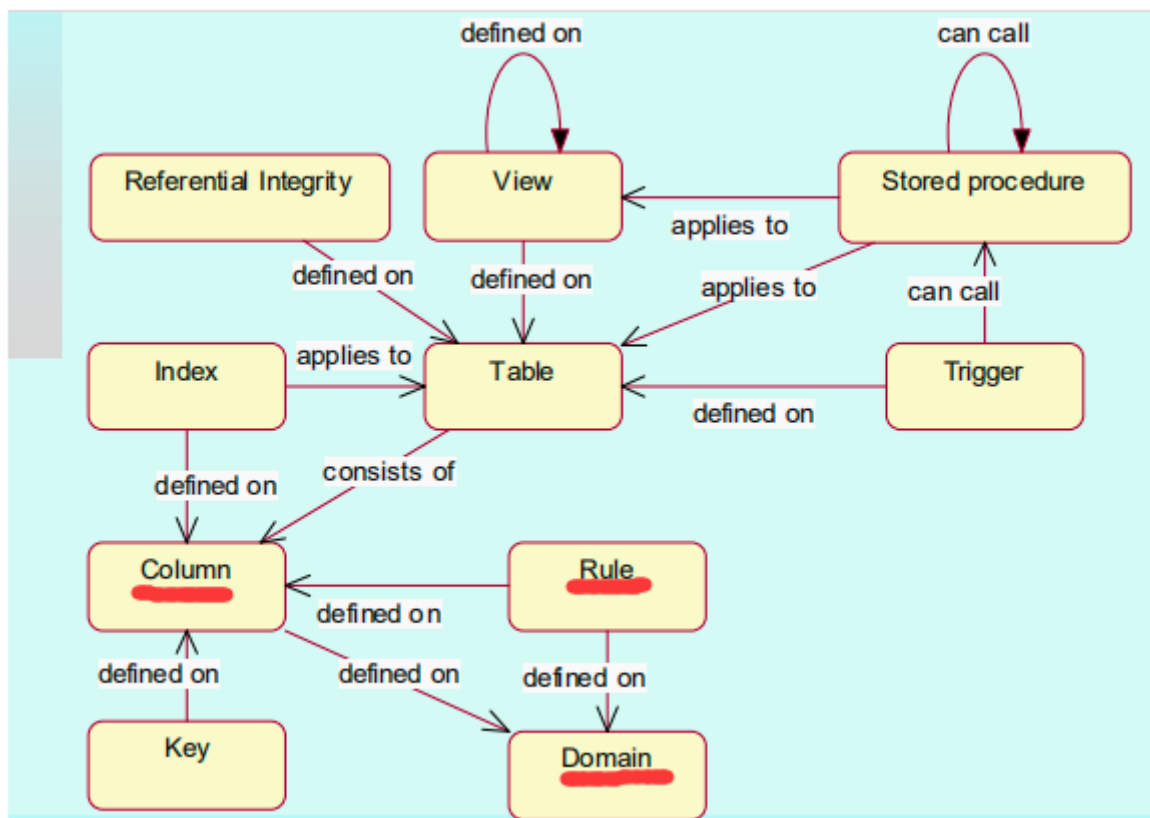 defined on
can call
Referential Integrity
View
Stored procedure
applies to
defined on
defined on
applies to
can call
Index
applies to
Table
Trigger
defined on
defined on
consists of
Column
Rule
defined on
defined on
defined on
defined on
Key
Domain